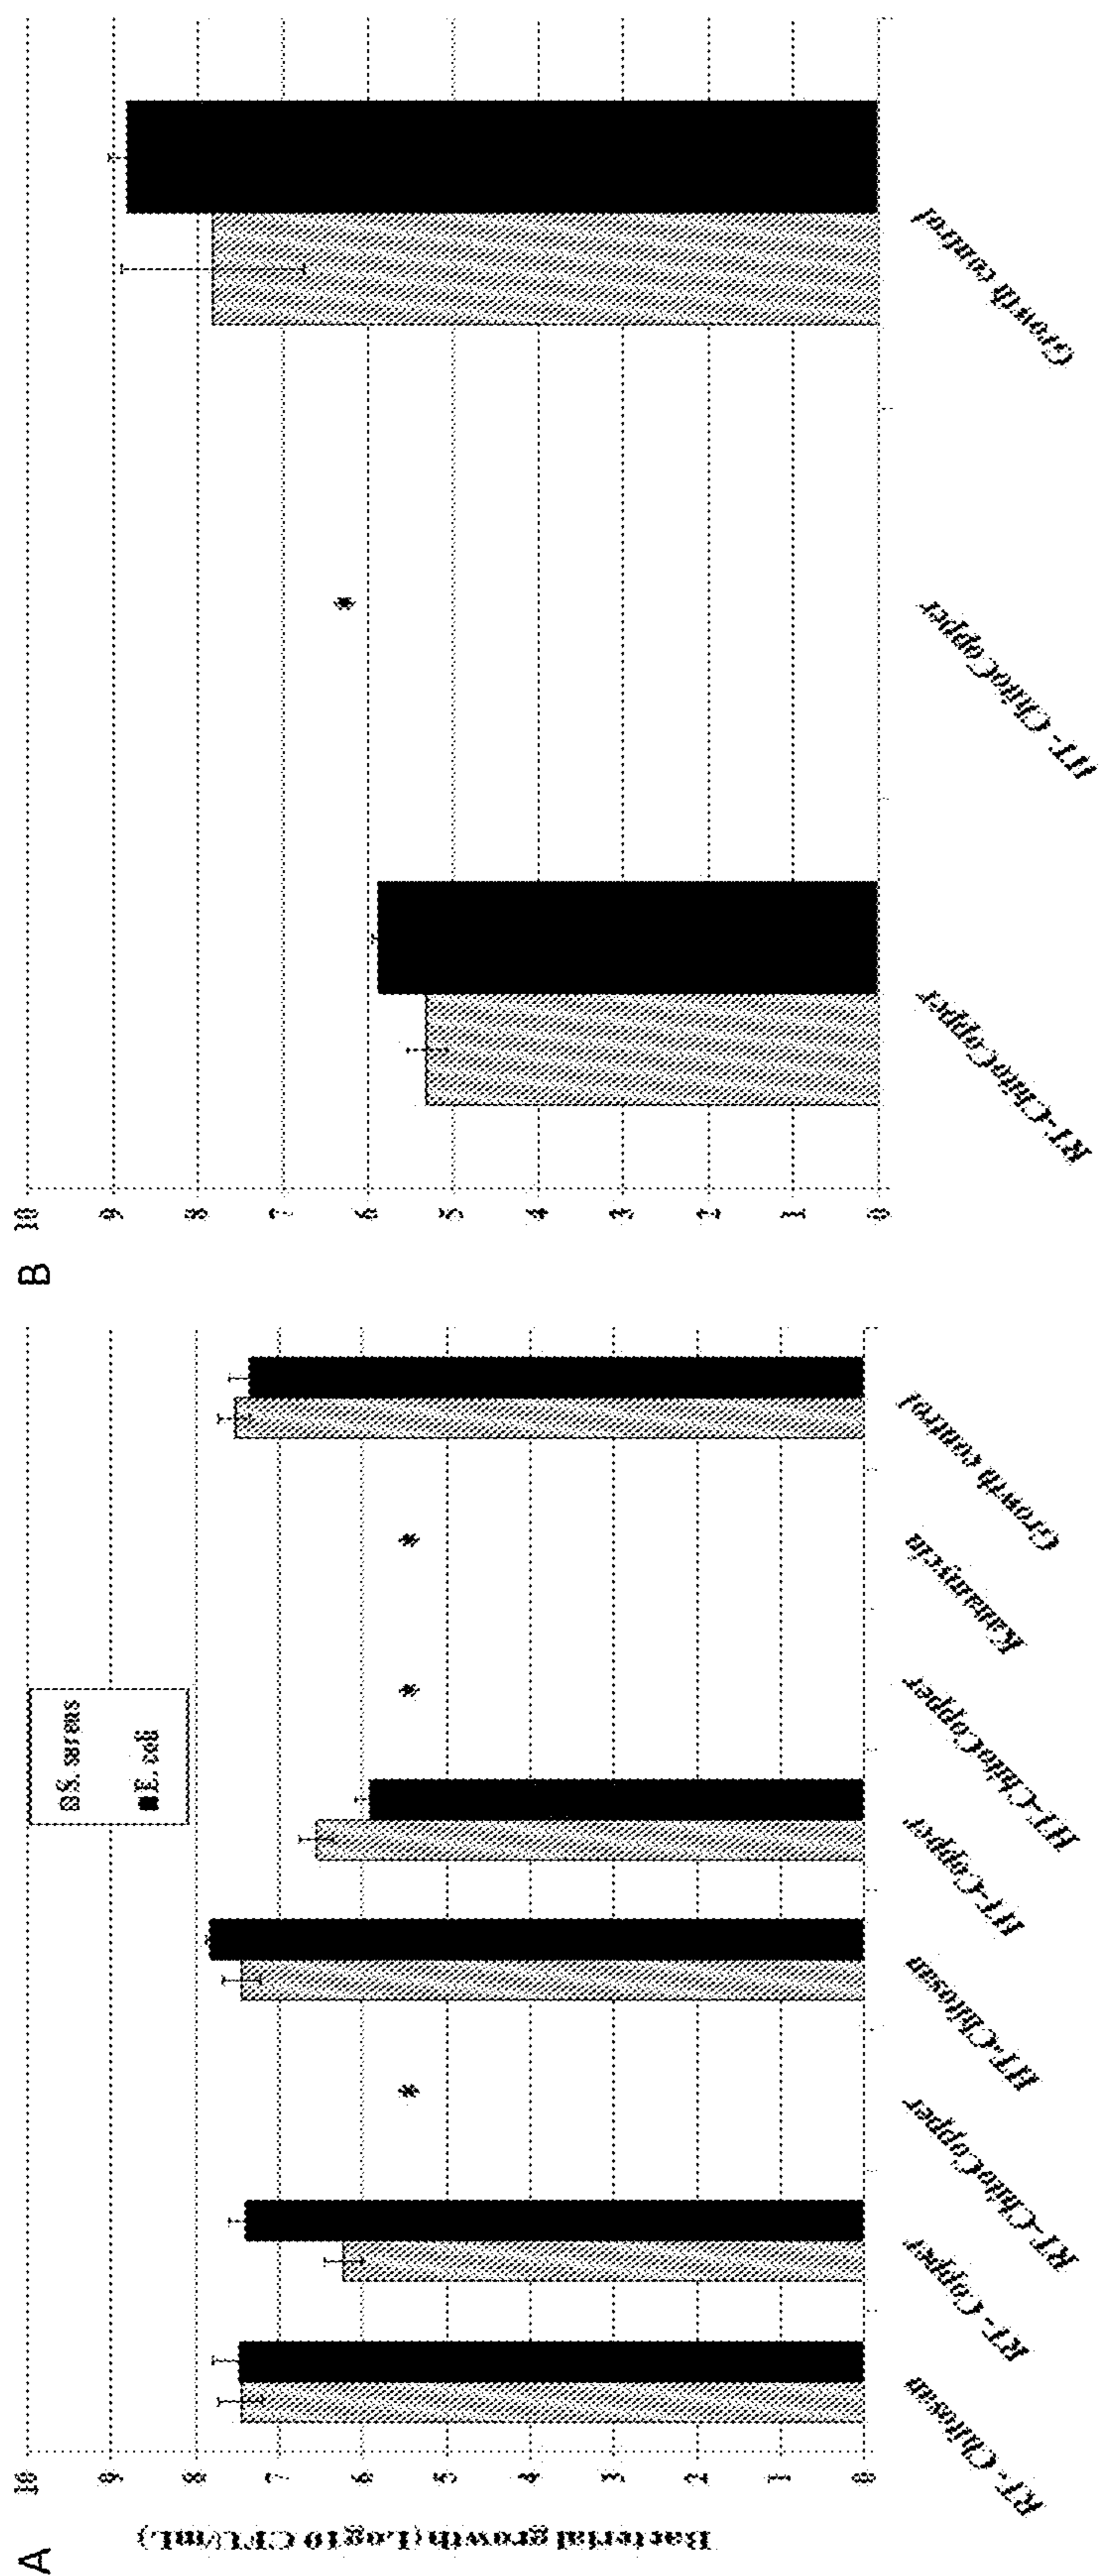 A
Bacterial growth (Log10 CFU/mL)
10
9
8
7
6
5
4
3
2
1
0
S. aureus
E. coli
*
*
*
RT- Chitosan
RT- Copper
RT-ChitoCopper
HT-Chitosan
HT-Copper
HT-ChitoCopper
Kanamycin
Growth control
B
10
9
8
7
6
5
4
3
2
1
0
*
RT-ChitoCopper
HT- ChitoCopper
Growth control